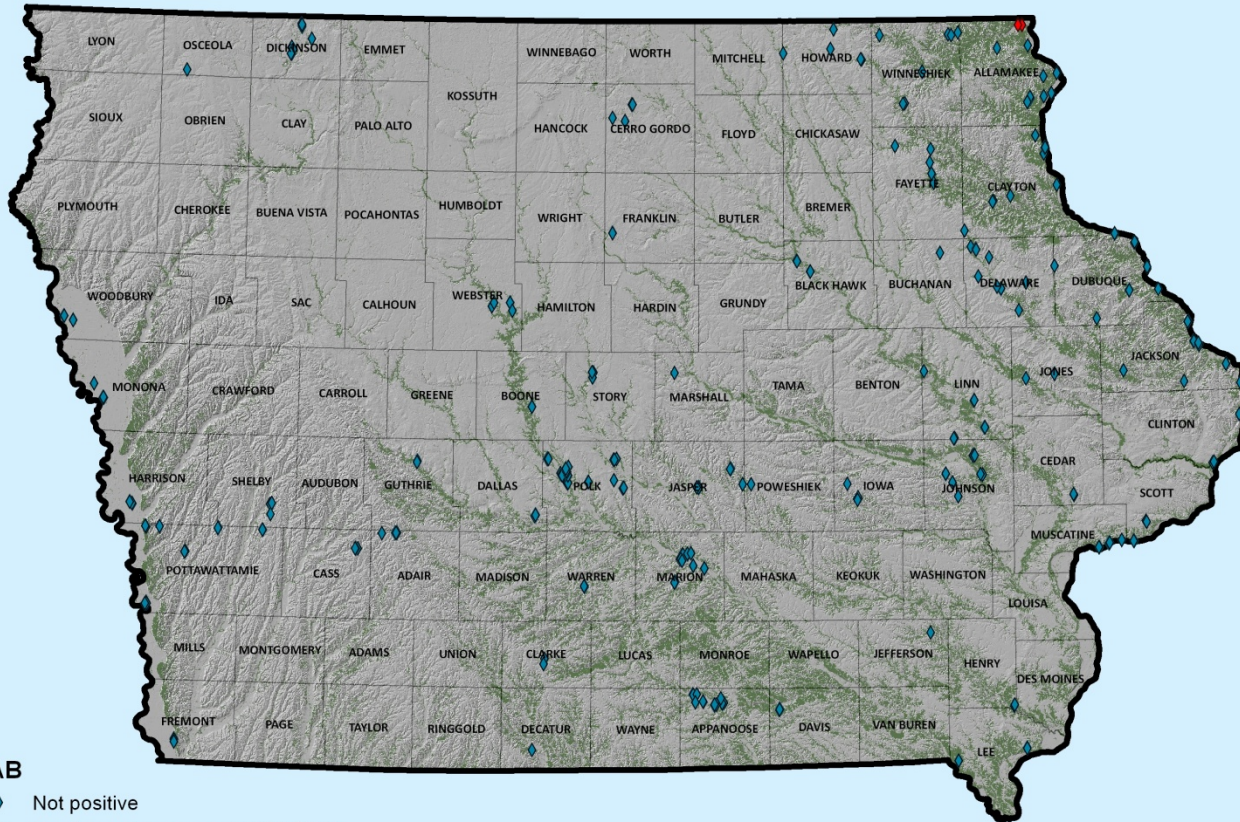 LYON
OSCEOLA
DICKINSON
EMMET
WINNEBAGO
WORTH
MITCHELL
HOWARD
WINNESHIEK
ALLAMAKEE
KOSSUTH
SIOUX
OBRIEN
CLAY
PALO ALTO
HANCOCK
CERRO GORDO
FLOYD
CHICKASAW
FAYETTE
CLAYTON
PLYMOUTH
CHEROKEE
BUENA VISTA
POCAHONTAS
HUMBOLDT
WRIGHT
FRANKLIN
BUTLER
BREMER
WOODBURY
IDA
SAC
CALHOUN
WEBSTER
HAMILTON
HARDIN
GRUNDY
BLACK HAWK
BUCHANAN
DELAWARE
DUBUQUE
MONONA
CRAWFORD
CARROLL
GREENE
BOONE
STORY
MARSHALL
TAMA
BENTON
LINN
JONES
JACKSON
CLINTON
HARRISON
SHELBY
AUDUBON
GUTHRIE
DALLAS
POLK
JASPER
POWESHIEK
IOWA
JOHNSON
CEDAR
SCOTT
MUSCATINE
POTTAWATTAMIE
CASS
ADAIR
MADISON
WARREN
MARION
MAHASKA
KEOKUK
WASHINGTON
LOUISA
MILLS
MONTGOMERY
ADAMS
UNION
CLARKE
LUCAS
MONROE
WAPELLO
JEFFERSON
HENRY
DES MOINES
FREMONT
PAGE
TAYLOR
RINGGOLD
DECATUR
WAYNE
APPANOOSE
DAVIS
VAN BUREN
LEE
Not positive